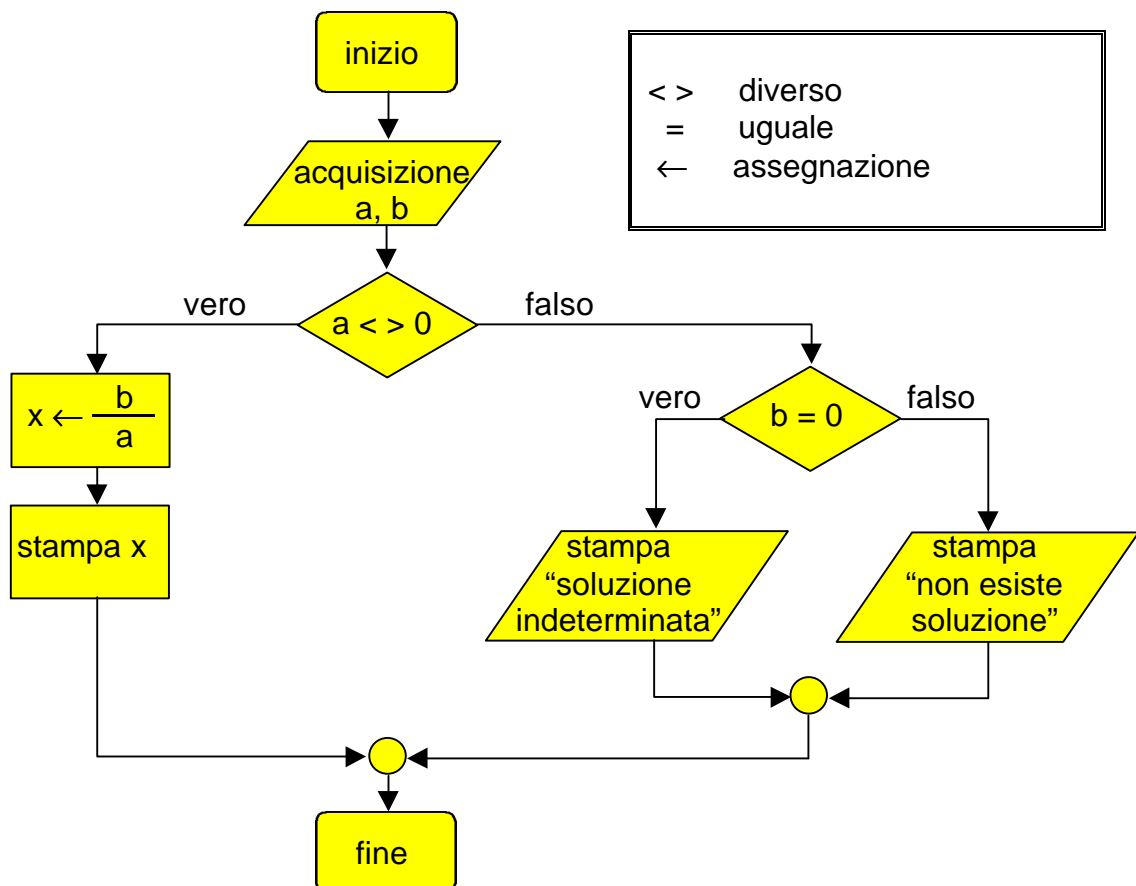 inizio
< > diverso
= uguale
← assegnazione
acquisizione
a, b
vero
falso
a < > 0
x ← b
a
vero
falso
b = 0
stampa x
stampa
“soluzione
indeterminata”
stampa
“non esiste
soluzione”
fine